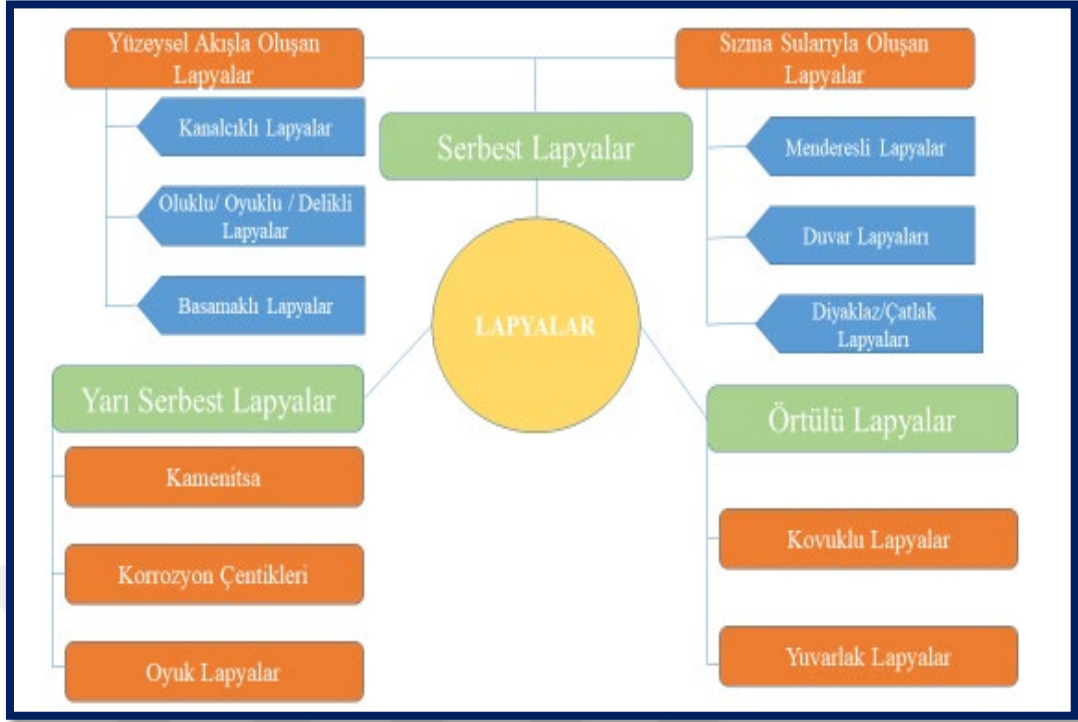 Yüzeysel Akışla Oluşan
Lapyalar
Kanalcıklı Lapyalar
Oluklu/ Oyuklu / Delikli
Lapyalar
Basamaklı Lapyalar
Serbest Lapyalar
Sızma Sularıyla Oluşan
Lapyalar
Menderesli Lapyalar
Duvar Lapyaları
Diyaklaz/Çatlak
Lapyaları
LAPYALAR
Yarı Serbest Lapyalar
Kamenitsa
Korrozyon Çentikleri
Oyuk Lapyalar
Örtülü Lapyalar
Kovuklu Lapyalar
Yuvarlak Lapyalar